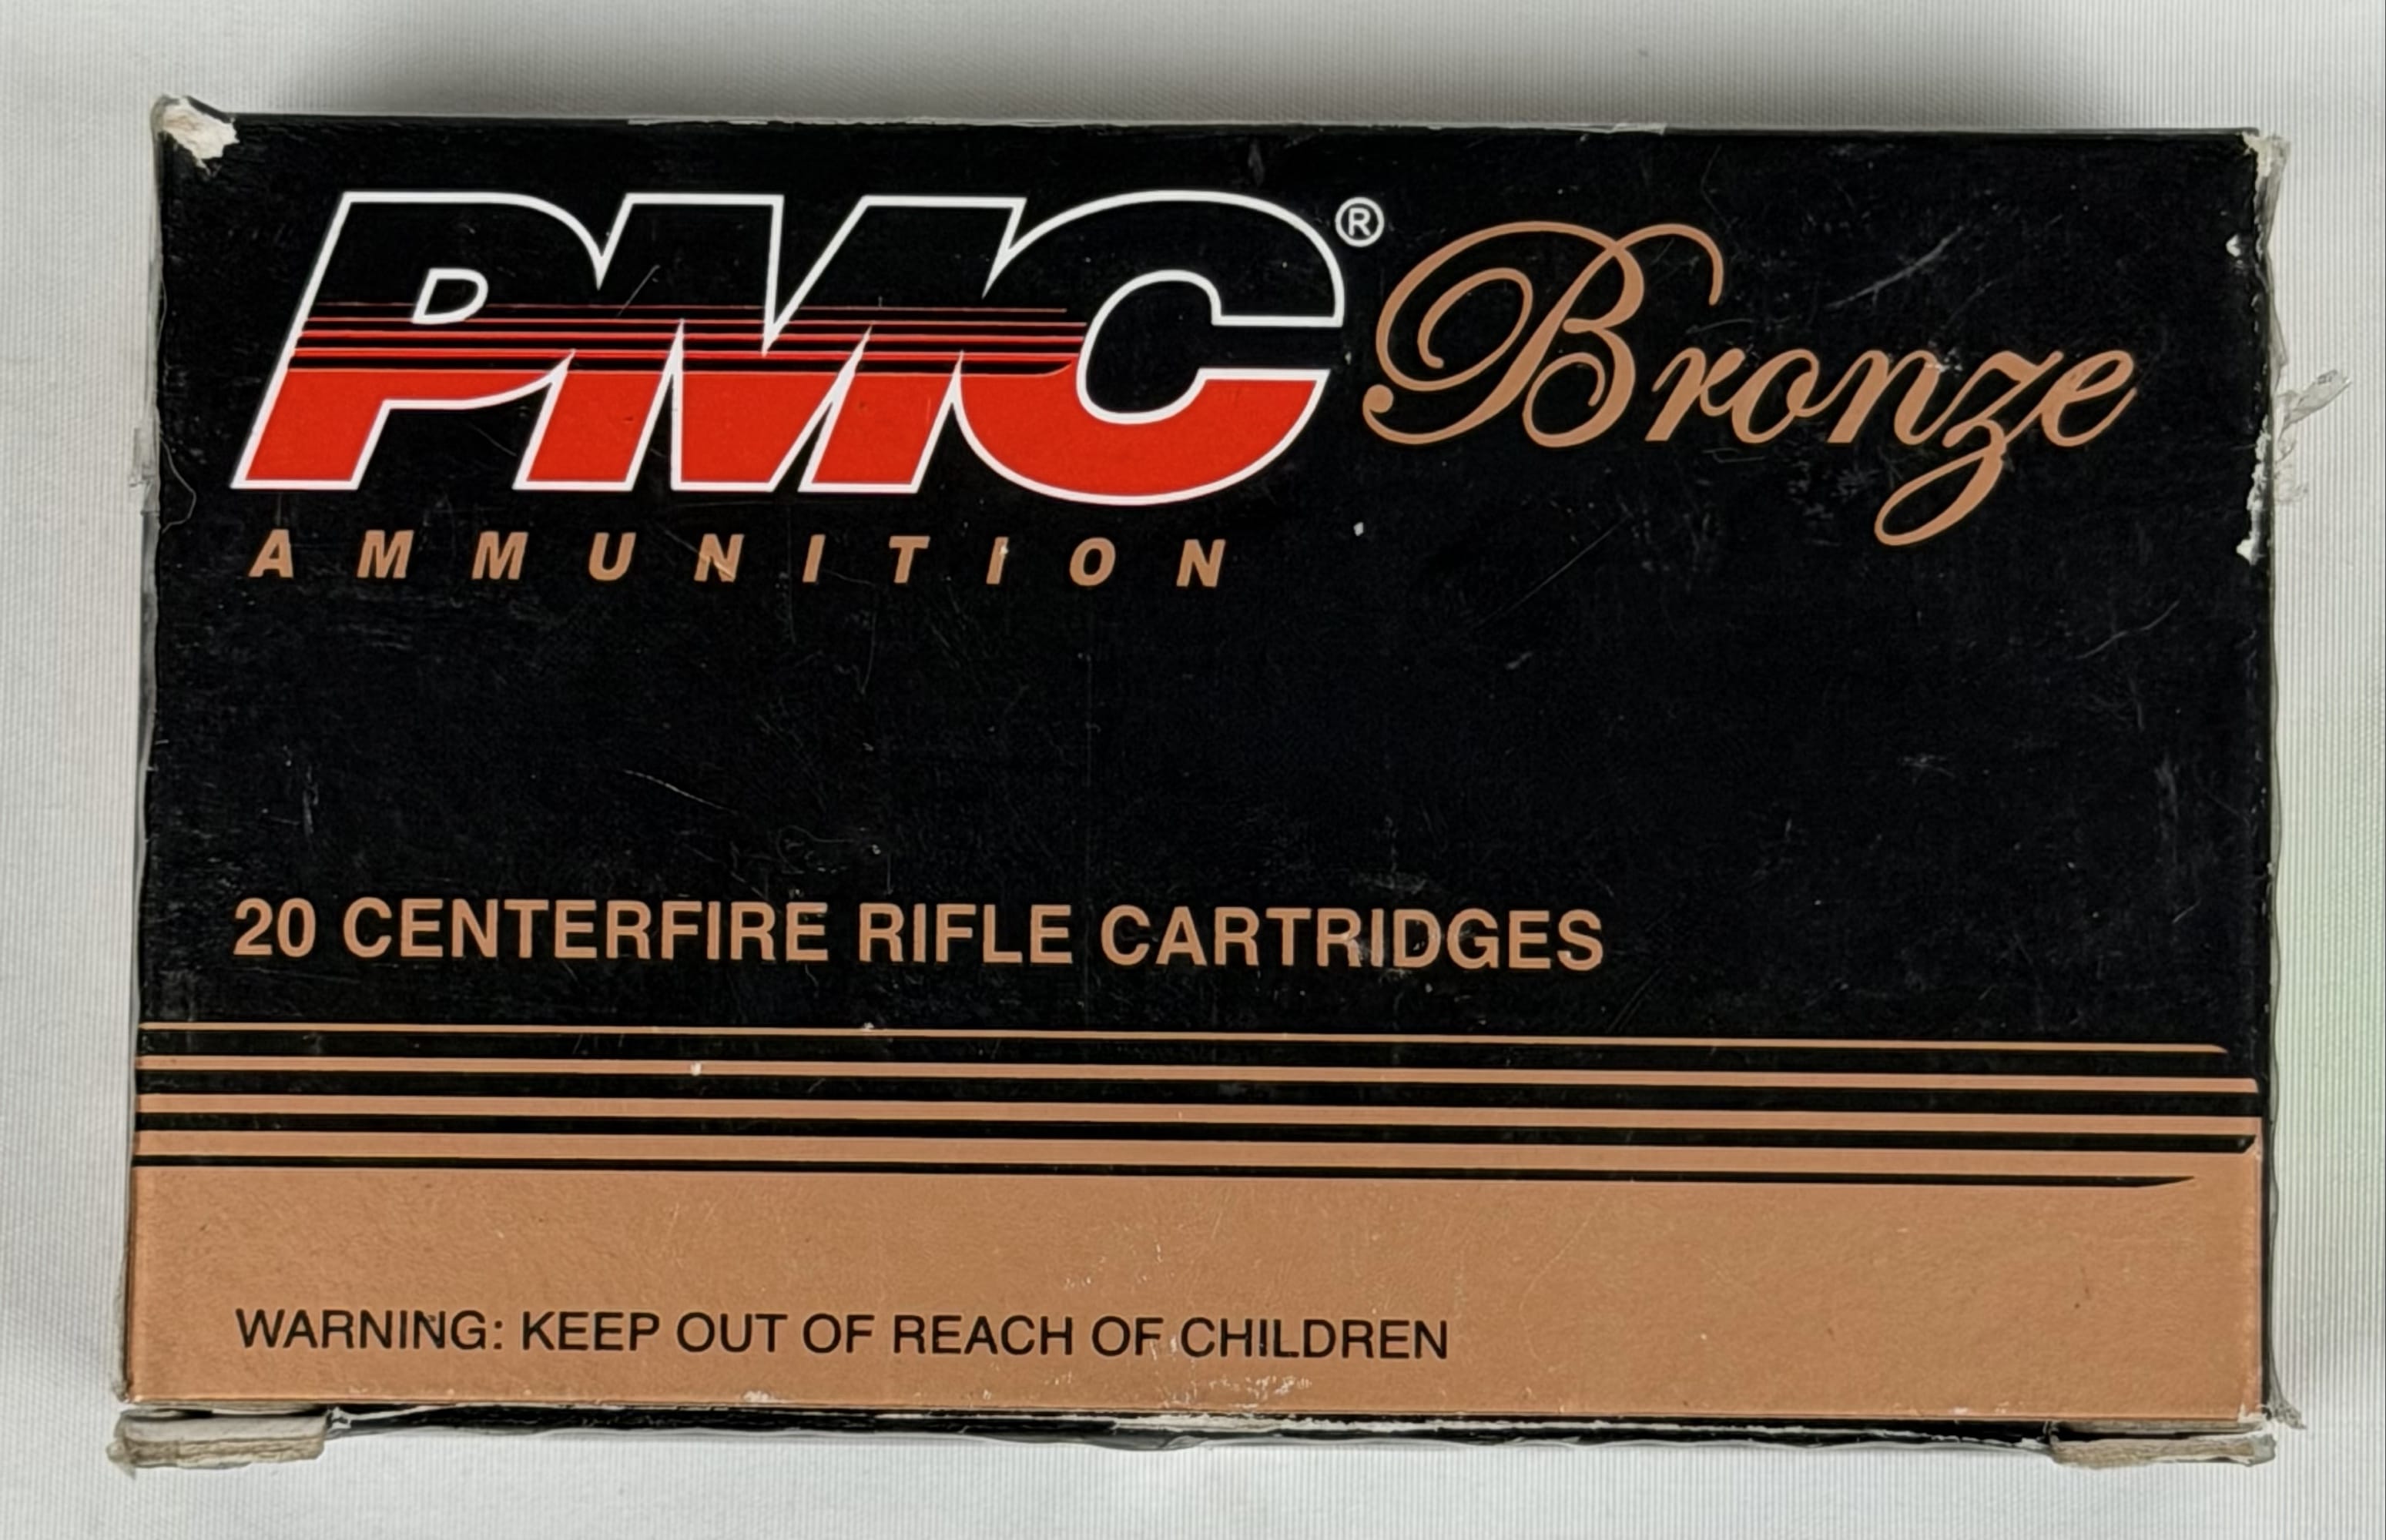 PMC® Bronze
AMMUNITION
20 CENTERFIRE RIFLE CARTRIDGES
WARNING: KEEP OUT OF REACH OF CHILDREN